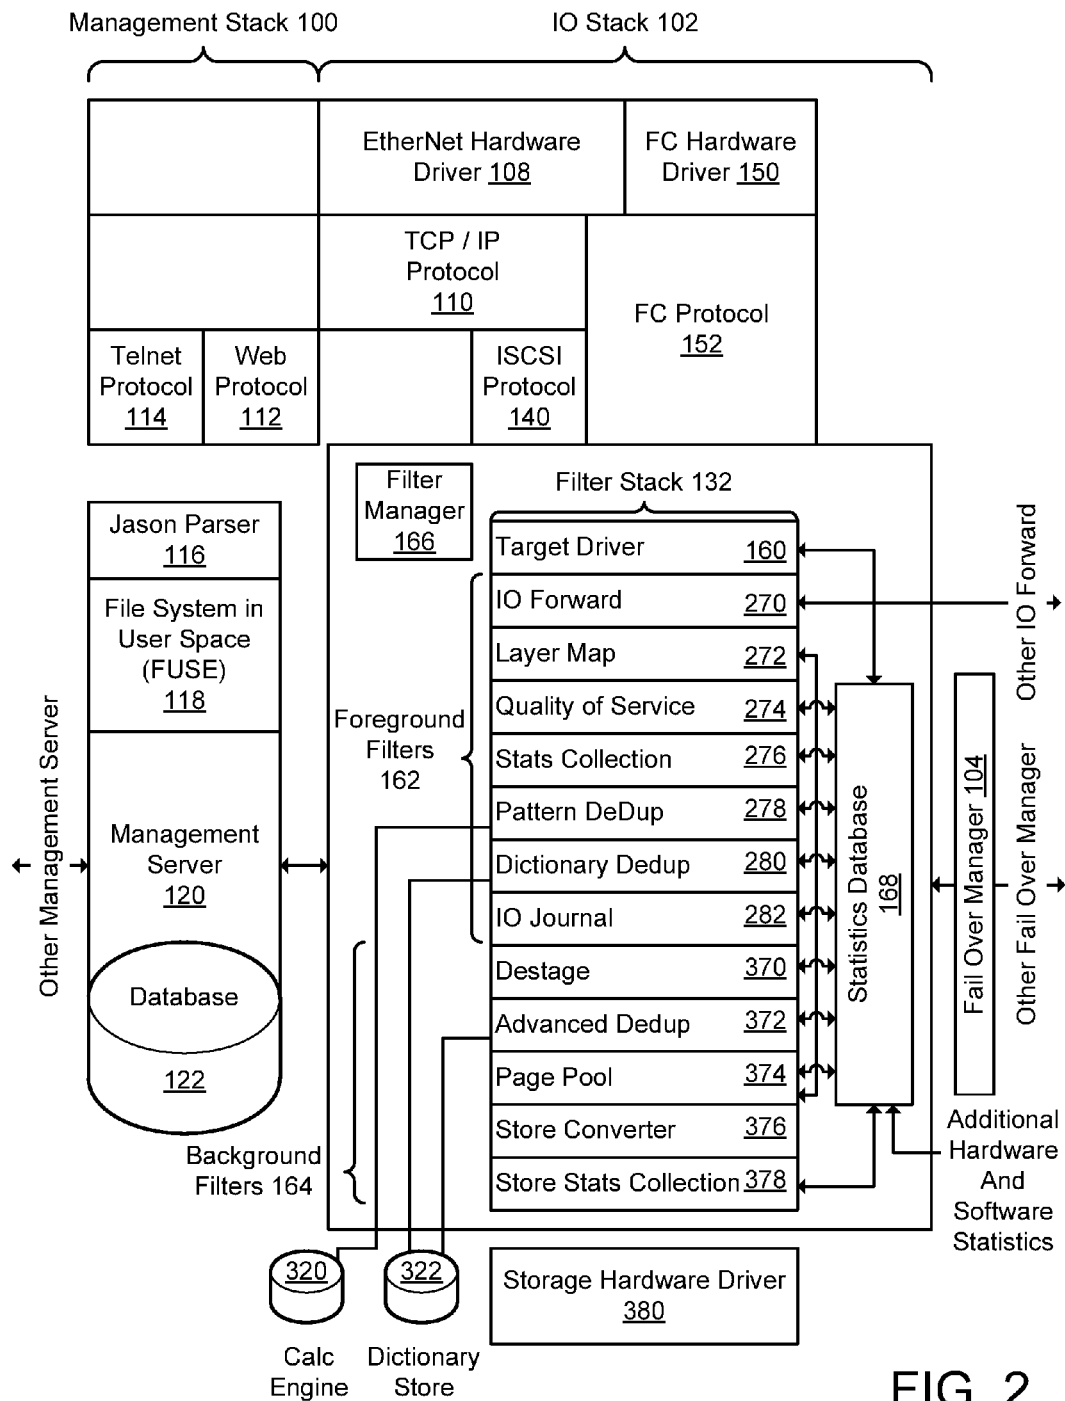 Management Stack 100
IO Stack 102
EtherNet Hardware
Driver 108
FC Hardware
Driver 150
TCP / IP
Protocol
110
FC Protocol
152
Telnet
Protocol
114
Web
Protocol
112
ISCSI
Protocol
140
Filter
Manager
166
Filter Stack 132
Jason Parser
116
File System in
User Space
(FUSE)
118
Management
Server
120
Database
122
Other Management Server
Foreground
Filters
162
Background
Filters 164
Target Driver 160
IO Forward 270
Layer Map 272
Quality of Service 274
Stats Collection 276
Pattern DeDup 278
Dictionary Dedup 280
IO Journal 282
Destage 370
Advanced Dedup 372
Page Pool 374
Store Converter 376
Store Stats Collection 378
Statistics Database 168
Fail Over Manager 104
Other IO Forward
Other Fail Over Manager
Additional
Hardware
And
Software
Statistics
320
Calc
Engine
322
Dictionary
Store
Storage Hardware Driver
380
FIG. 2